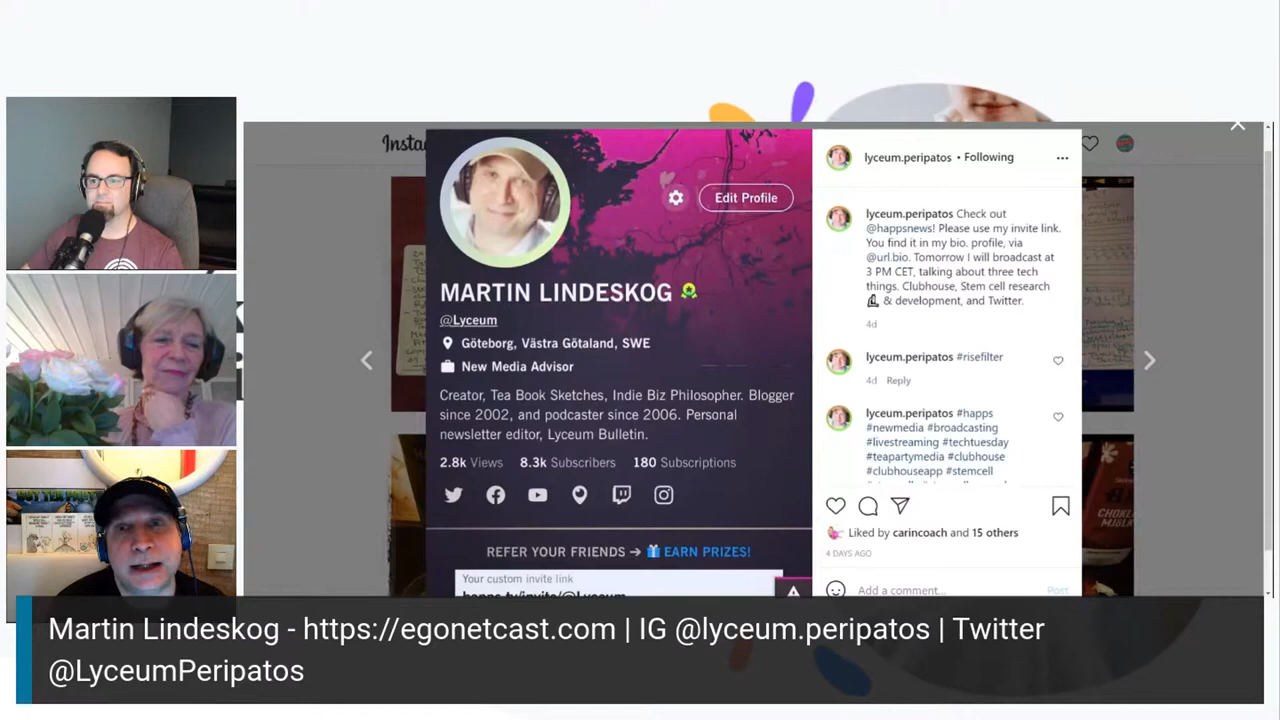 Insta
lyceum.peripatos • Following
Edit Profile
MARTIN LINDESKOG
@Lyceum
Göteborg, Västra Götaland, SWE
New Media Advisor
Creator, Tea Book Sketches, Indie Biz Philosopher. Blogger
since 2002, and podcaster since 2006. Personal
newsletter editor, Lyceum Bulletin.
2.8k Views 8.3k Subscribers 180 Subscriptions
REFER YOUR FRIENDS → EARN PRIZES!
Your custom invite link
happs.tv/invite/@Lyceum
lyceum.peripatos Check out
@happsnews! Please use my invite link.
You find it in my bio. profile, via
@url.bio. Tomorrow I will broadcast at
3 PM CET, talking about three tech
things. Clubhouse, Stem cell research
& development, and Twitter.
4d
lyceum.peripatos #risefilter
4d Reply
lyceum.peripatos #happs
#newmedia #broadcasting
#livestreaming #techtuesday
#teapartymedia #clubhouse
#clubhouseapp #stemcell
Liked by carincoach and 15 others
4 DAYS AGO
Add a comment... Post
Martin Lindeskog - https://egonetcast.com | IG @lyceum.peripatos | Twitter
@LyceumPeripatos